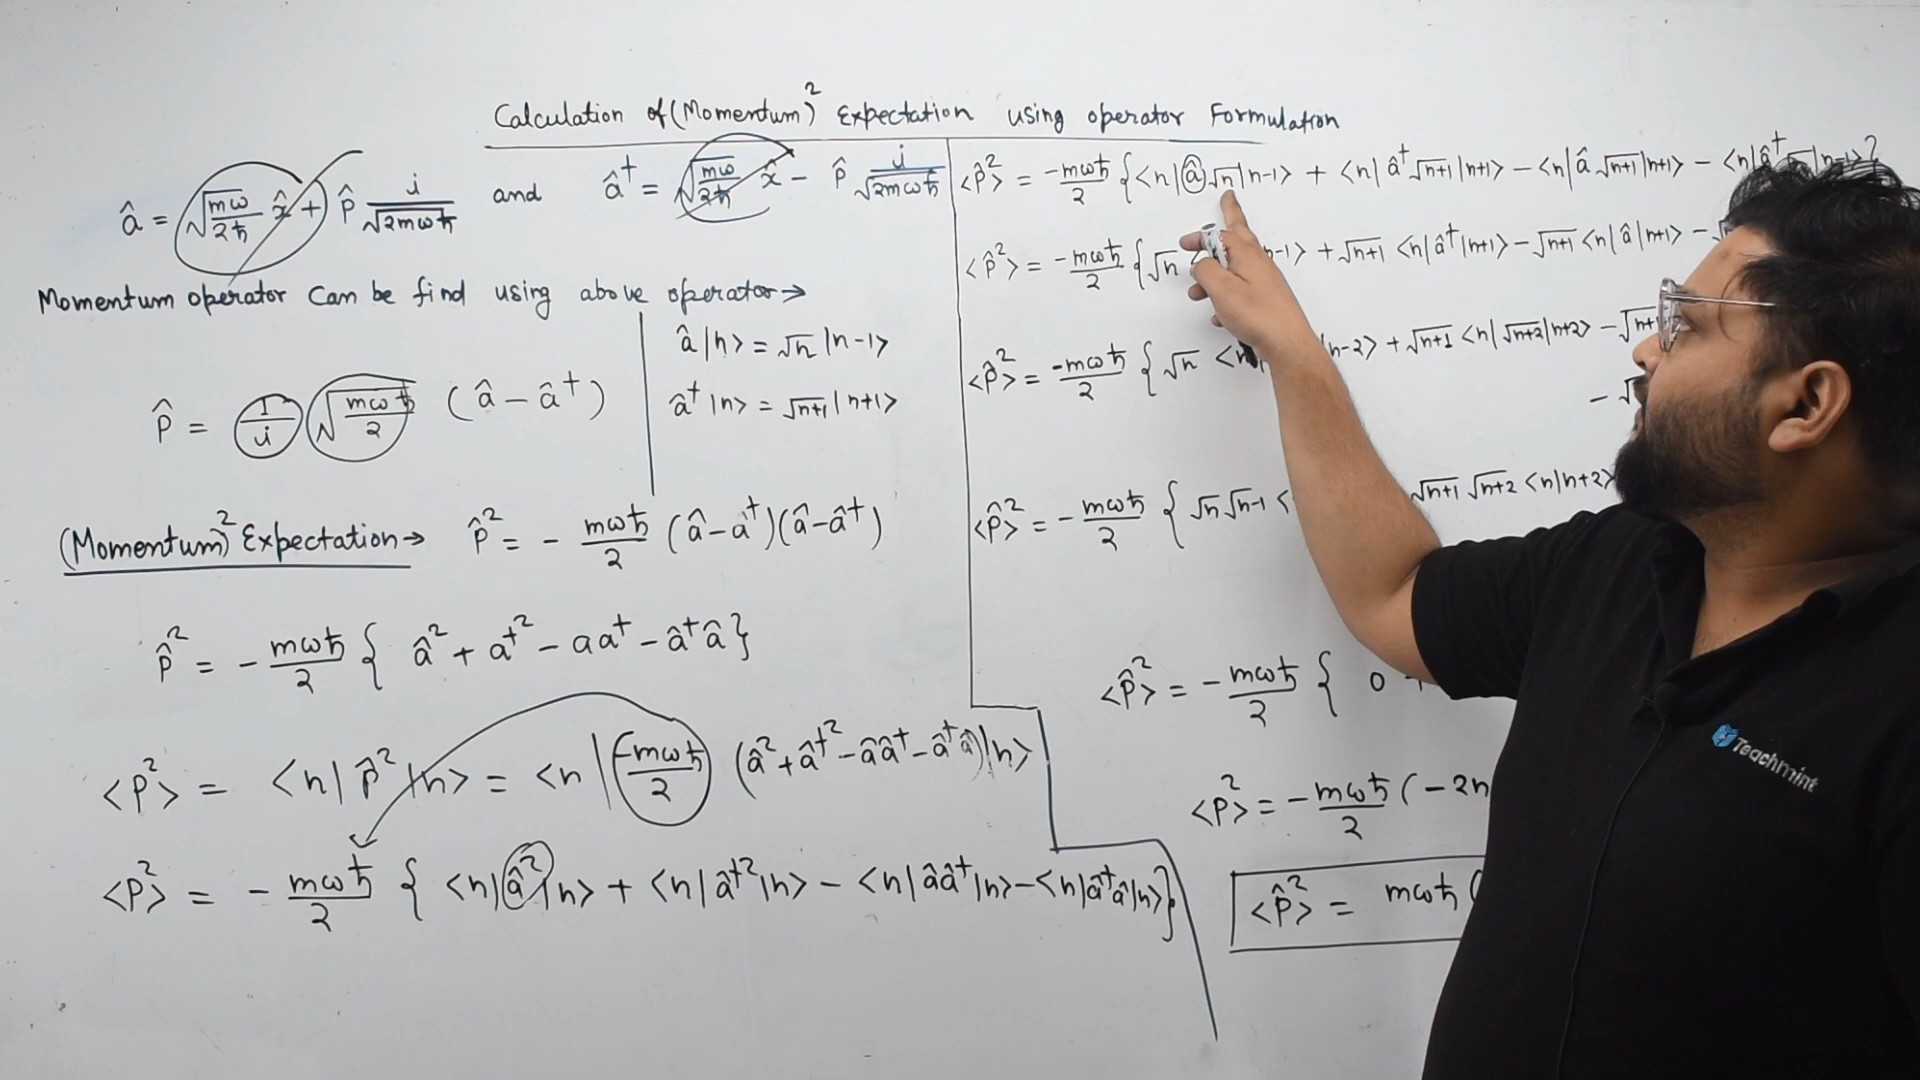 Calculation of (Momentum)² Expectation using operator Formulation
â = √(mω/2ħ) x̂ + p̂ i/√(2mωħ) and â† = √(mω/2ħ) x̂ - p̂ i/√(2mωħ)
Momentum operator Can be find using above operator→
p̂ = 1/i √(mωħ/2) (â - â†)
â|n> = √n |n-1>
â†|n> = √n+1 |n+1>
(Momentum)² Expectation→ p̂² = - mωħ/2 (â-a†)(â-â†)
p̂² = - mωħ/2 { â² + a†² - aa† - â†â}
<p²> = <n|p̂²|n> = <n| -mωħ/2 (â²+â†²-ââ†-â†â)|n>
<p²> = - mωħ/2 { <n|â²|n> + <n|â†²|n> - <n|ââ†|n> - <n|â†â|n>}
<p̂²> = -mωħ/2 {<n|â√n|n-1> + <n|â†√n+1|n+1> - <n|â √n+1|n+1> - <n|â† |n-1>}
<p̂²> = -mωħ/2 {√n n-1> + √n+1 <n|â†|n+1> - √n+1 <n|â|n+1> -
<p̂²> = -mωħ/2 { √n <n |n-2> + √n+1 <n|√n+2|n+2> -
-
<p̂²> = - mωħ/2 { √n√n-1 < √n+1 √n+2 <n|n+2>
<p̂²> = - mωħ/2 { 0 +
<p²> = - mωħ/2 (-2n
<p̂²> = mωħ (
Teachmint